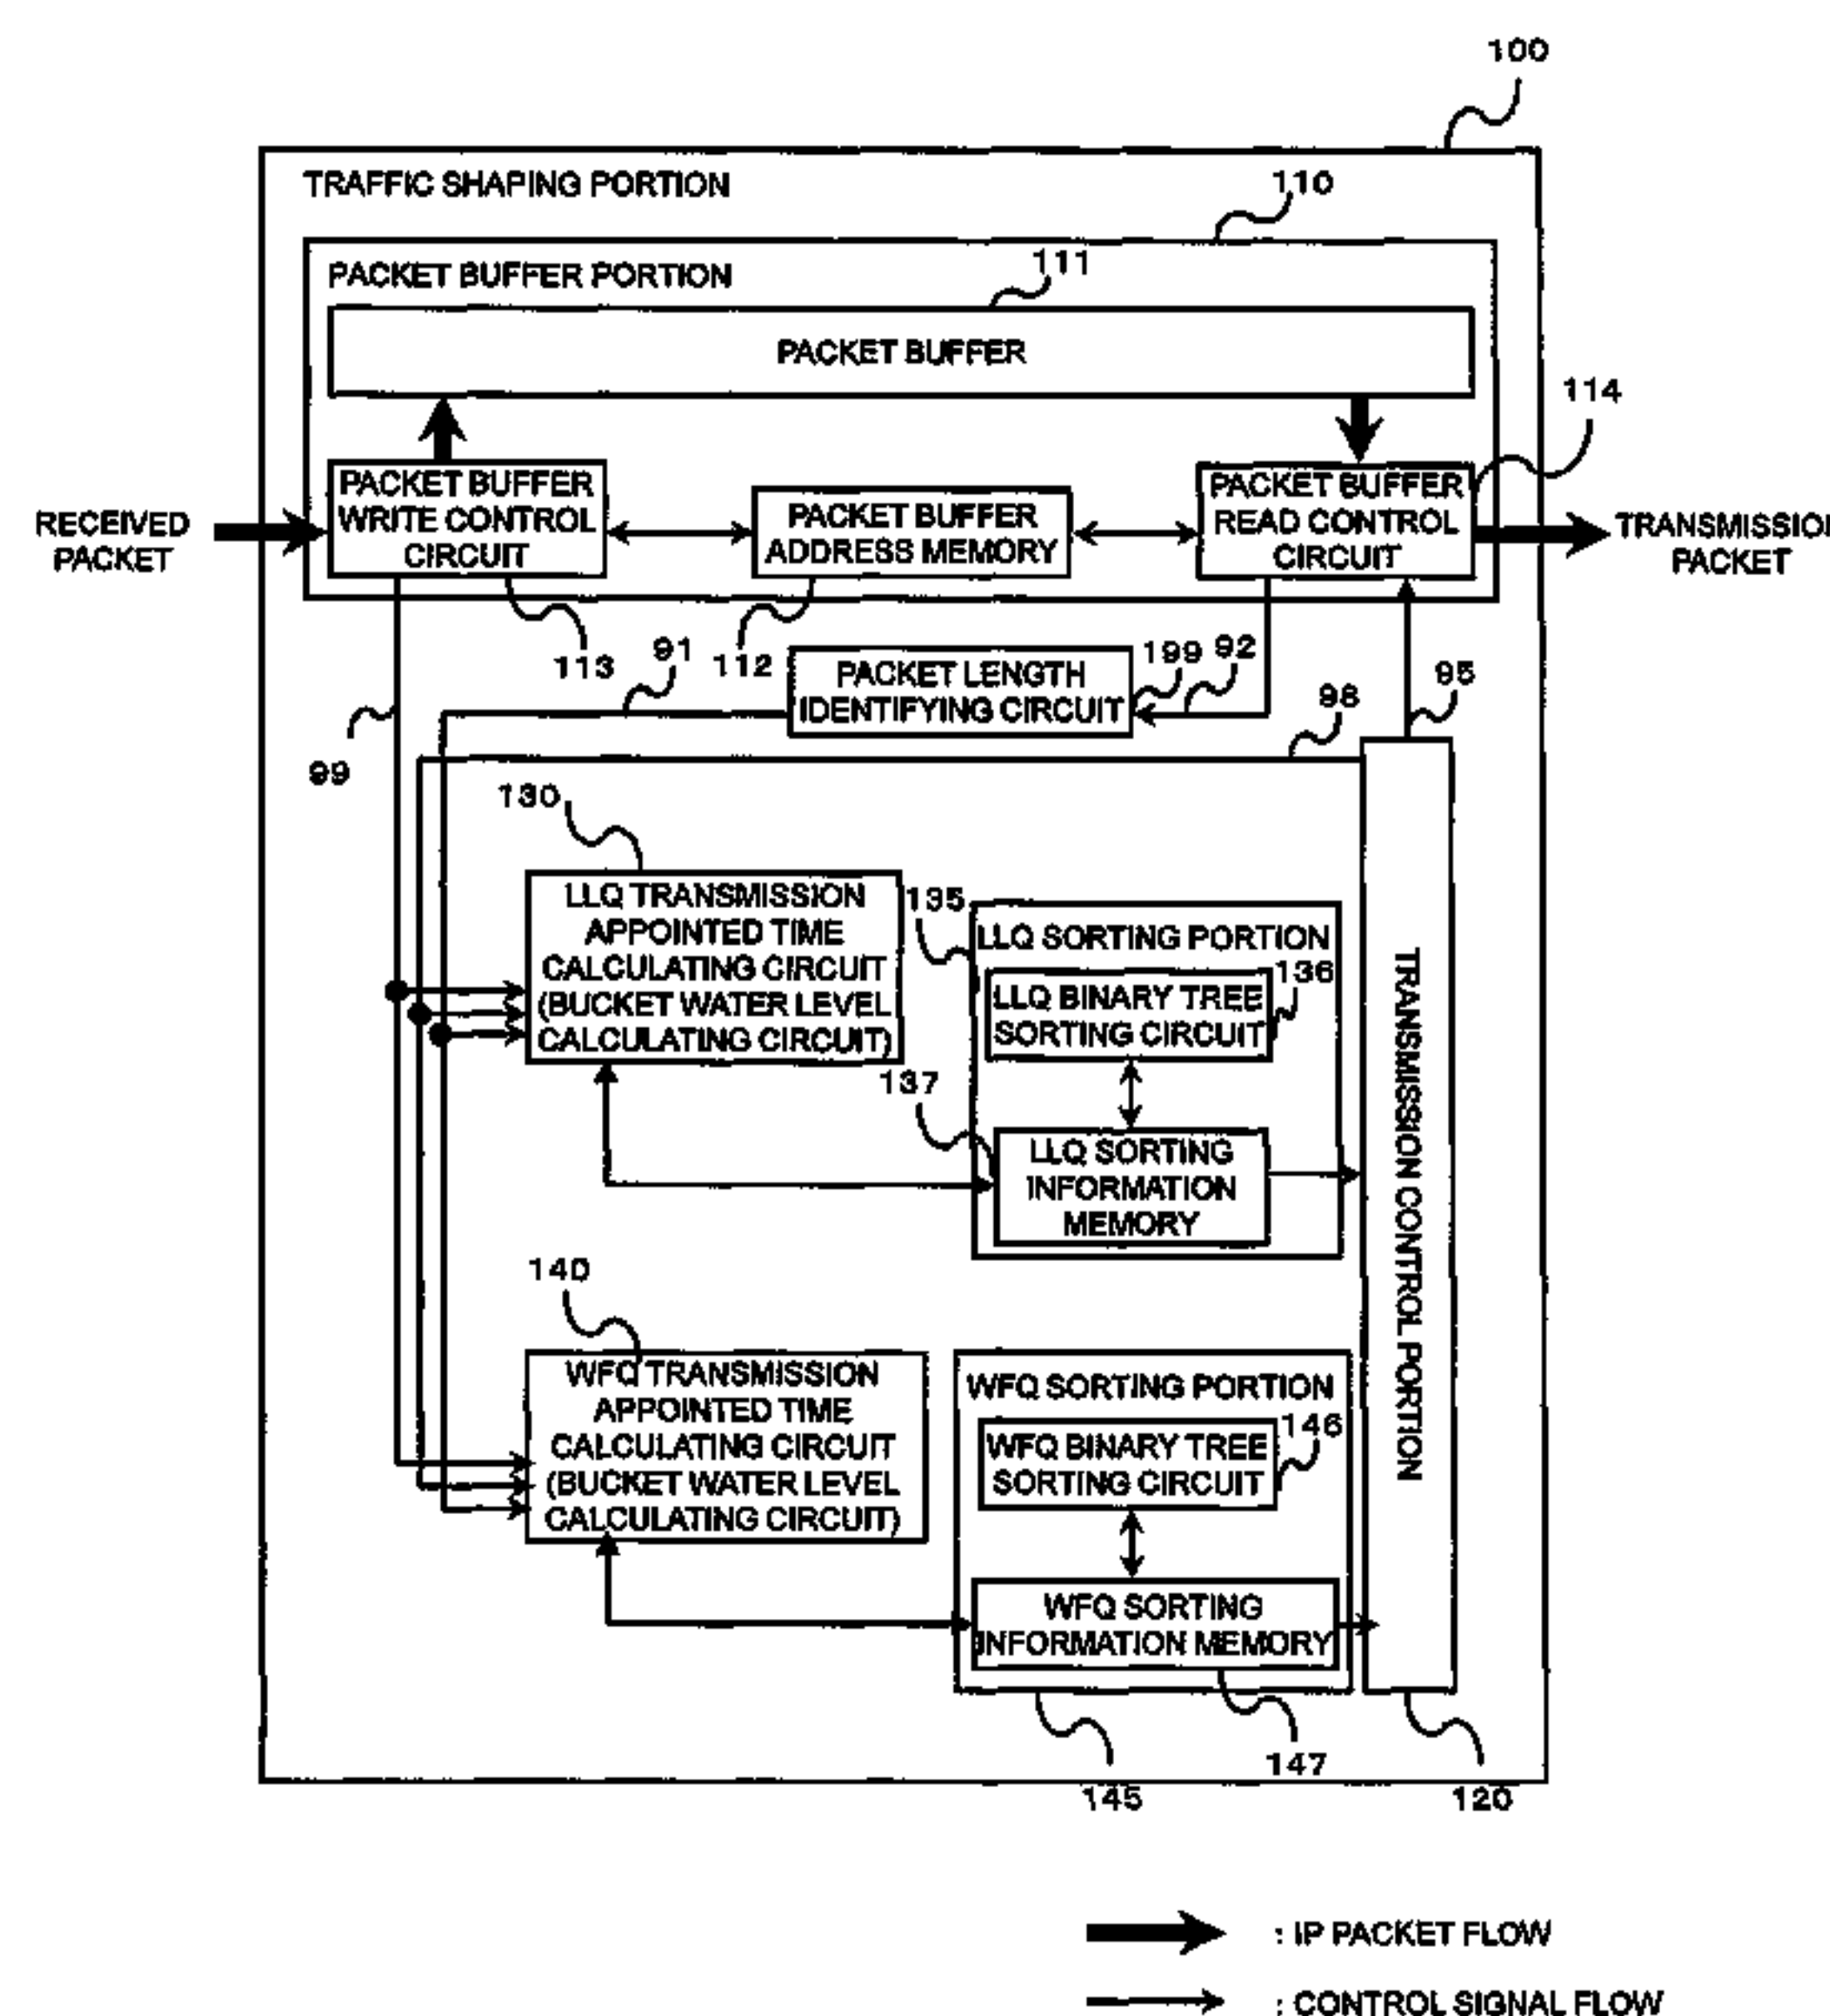 100
TRAFFIC SHAPING PORTION
110
PACKET BUFFER PORTION
111
PACKET BUFFER
114
RECEIVED
PACKET
PACKET BUFFER
WRITE CONTROL
CIRCUIT
PACKET BUFFER
ADDRESS MEMORY
PACKET BUFFER
READ CONTROL
CIRCUIT
TRANSMISSION
PACKET
113
91
112
PACKET LENGTH
IDENTIFYING CIRCUIT
199
92
95
98
99
130
LLQ TRANSMISSION
APPOINTED TIME
CALCULATING CIRCUIT
(BUCKET WATER LEVEL
CALCULATING CIRCUIT)
135
LLQ SORTING PORTION
136
LLQ BINARY TREE
SORTING CIRCUIT
137
LLQ SORTING
INFORMATION
MEMORY
TRANSMISSION CONTROL PORTION
140
WFQ TRANSMISSION
APPOINTED TIME
CALCULATING CIRCUIT
(BUCKET WATER LEVEL
CALCULATING CIRCUIT)
WFQ SORTING PORTION
146
WFQ BINARY TREE
SORTING CIRCUIT
WFQ SORTING
INFORMATION MEMORY
147
145
120
: IP PACKET FLOW
: CONTROL SIGNAL FLOW